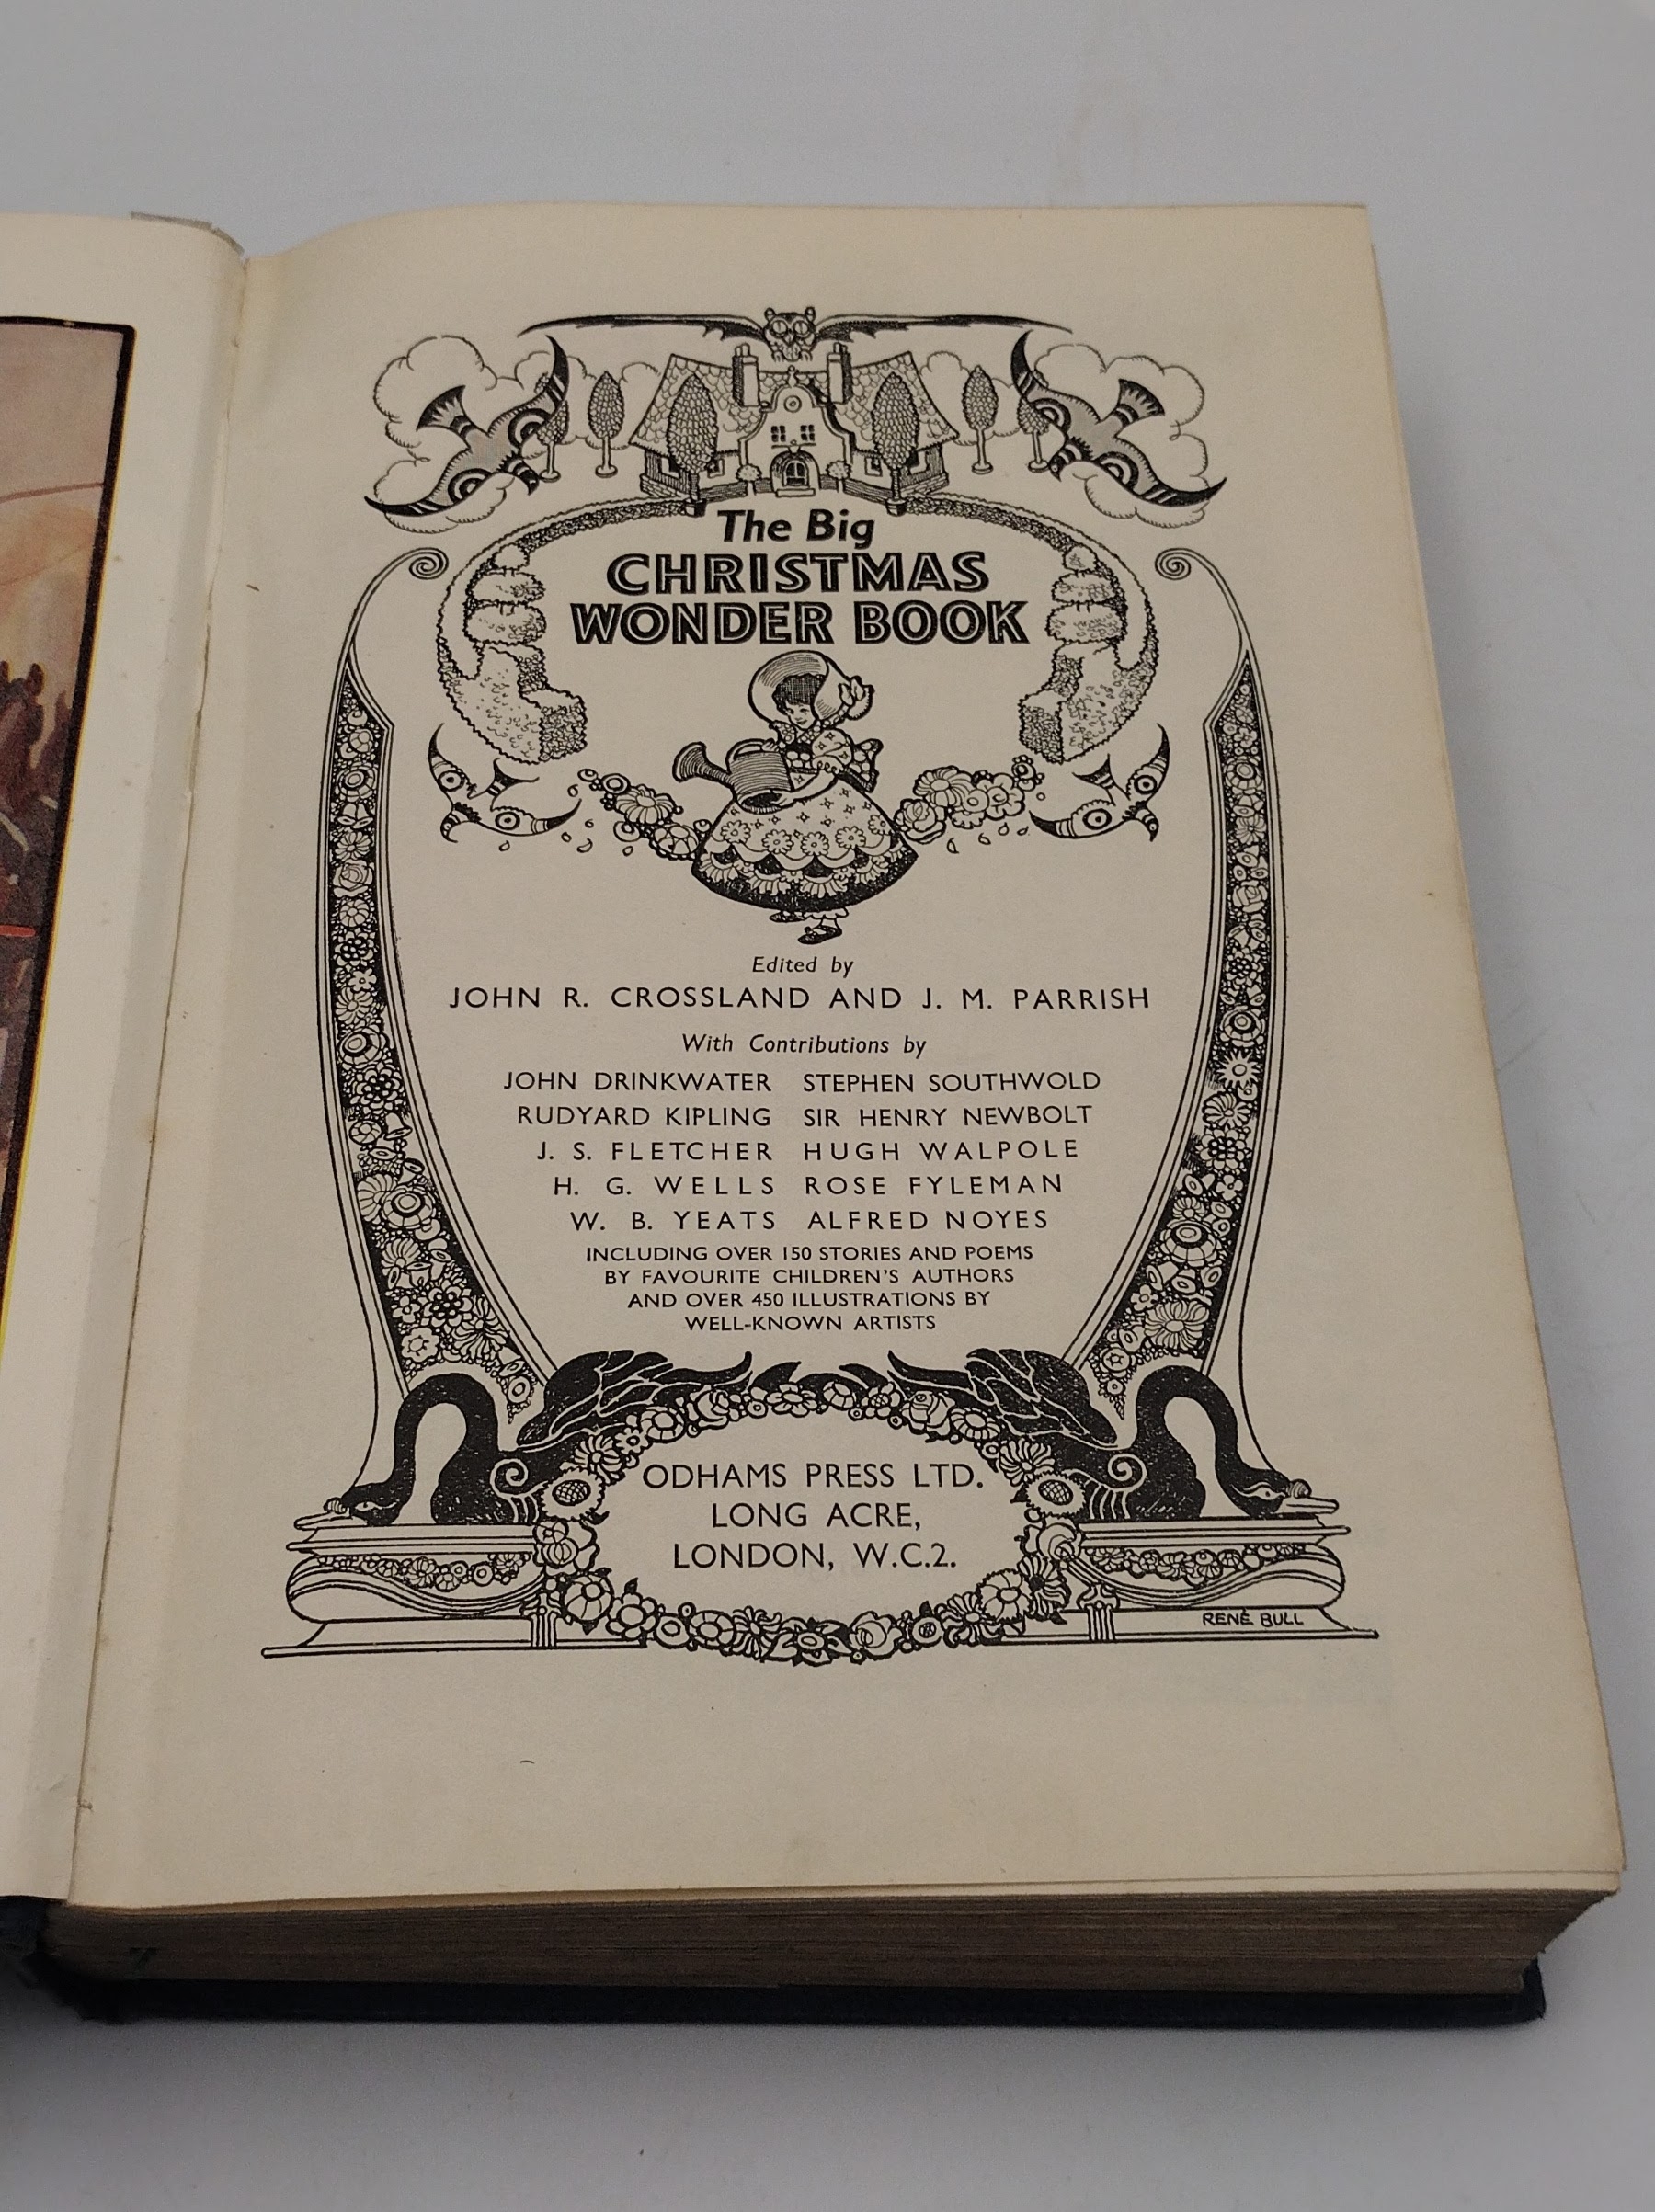 The Big
CHRISTMAS
WONDER BOOK
Edited by
JOHN R. CROSSLAND AND J. M. PARRISH
With Contributions by
JOHN DRINKWATER STEPHEN SOUTHWOLD
RUDYARD KIPLING SIR HENRY NEWBOLT
J. S. FLETCHER HUGH WALPOLE
H. G. WELLS ROSE FYLEMAN
W. B. YEATS ALFRED NOYES
INCLUDING OVER 150 STORIES AND POEMS
BY FAVOURITE CHILDREN'S AUTHORS
AND OVER 450 ILLUSTRATIONS BY
WELL-KNOWN ARTISTS
ODHAMS PRESS LTD.
LONG ACRE,
LONDON, W.C.2.
RENÉ BULL